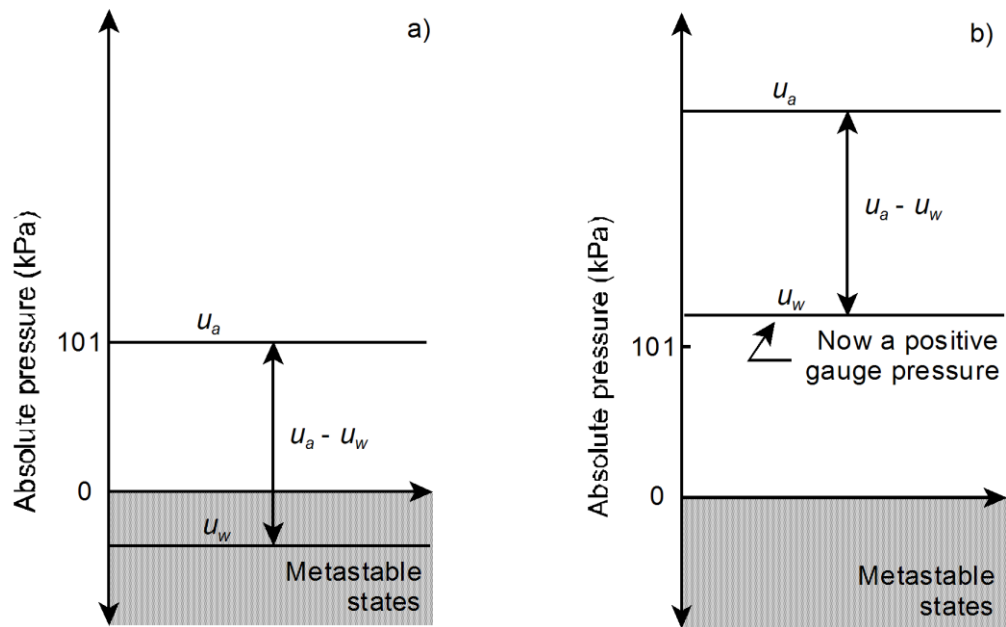 a)
Absolute pressure (kPa)
u_a
101
u_a - u_w
0
u_w
Metastable
states
b)
Absolute pressure (kPa)
u_a
u_a - u_w
u_w
101
Now a positive
gauge pressure
0
Metastable
states